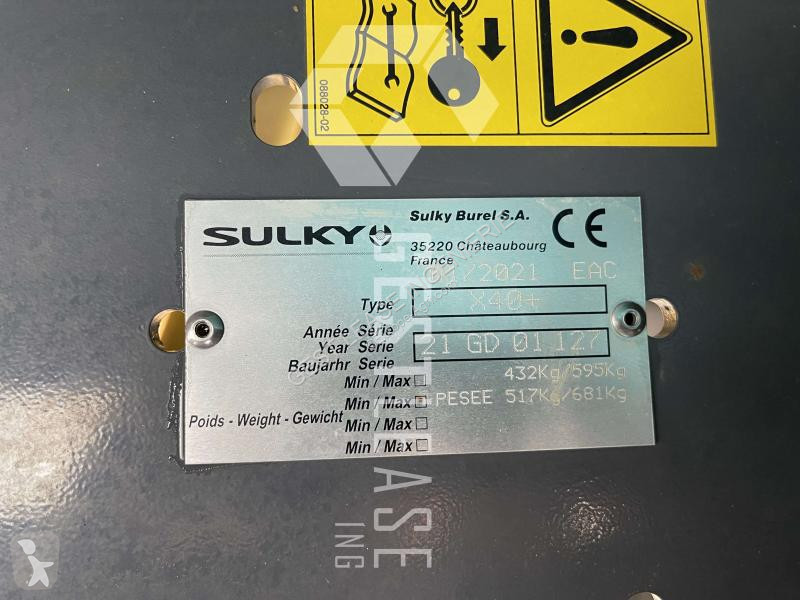 088028-02
SULKY
Sulky Burel S.A.
35220 Châteaubourg
France
CE
/2021 EAC
Type X40+
Année Série
Year Serie 21 GD 01 127
Baujarhr Serie
Min / Max 432Kg/595Kg
Min / Max +PESEE 517Kg/681Kg
Poids - Weight - Gewicht
Min / Max
Min / Max
GESTLEASE
ING